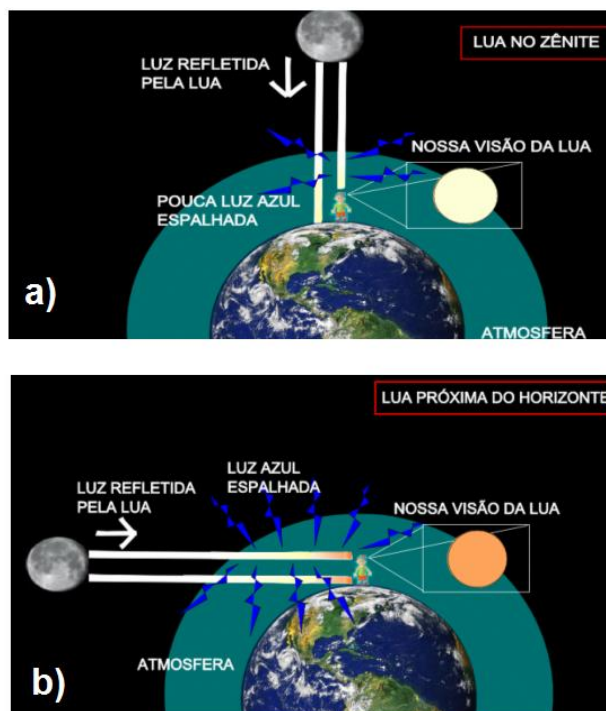 LUA NO ZÊNITE
LUZ REFLETIDA
PELA LUA
NOSSA VISÃO DA LUA
POUCA LUZ AZUL
ESPALHADA
a)
ATMOSFERA
LUA PRÓXIMA DO HORIZONTE
LUZ AZUL
ESPALHADA
LUZ REFLETIDA
PELA LUA
NOSSA VISÃO DA LUA
ATMOSFERA
b)